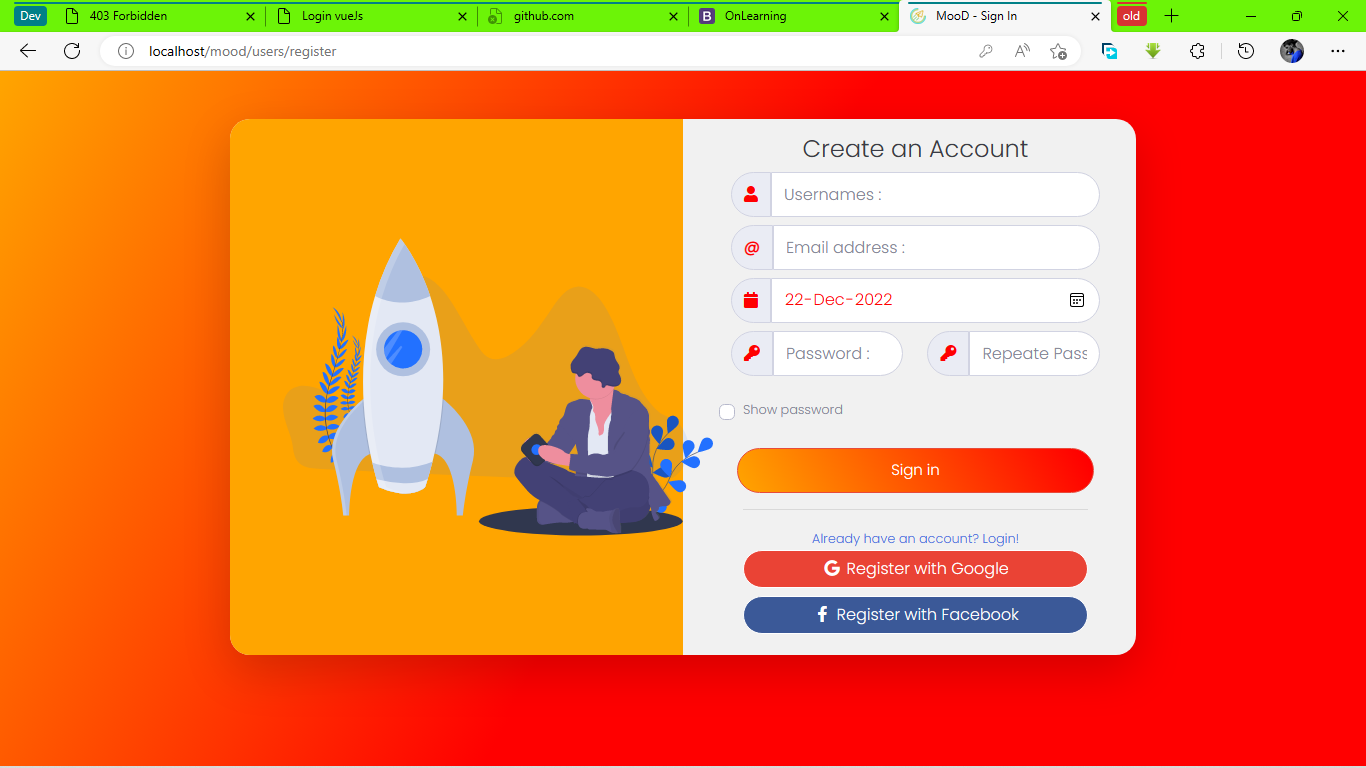 Dev 403 Forbidden Login vueJs github.com OnLearning MooD - Sign In old
localhost/mood/users/register
Create an Account
Usernames :
@ Email address :
22-Dec-2022
Password : Repeate Pass
Show password
Sign in
Already have an account? Login!
G Register with Google
f Register with Facebook